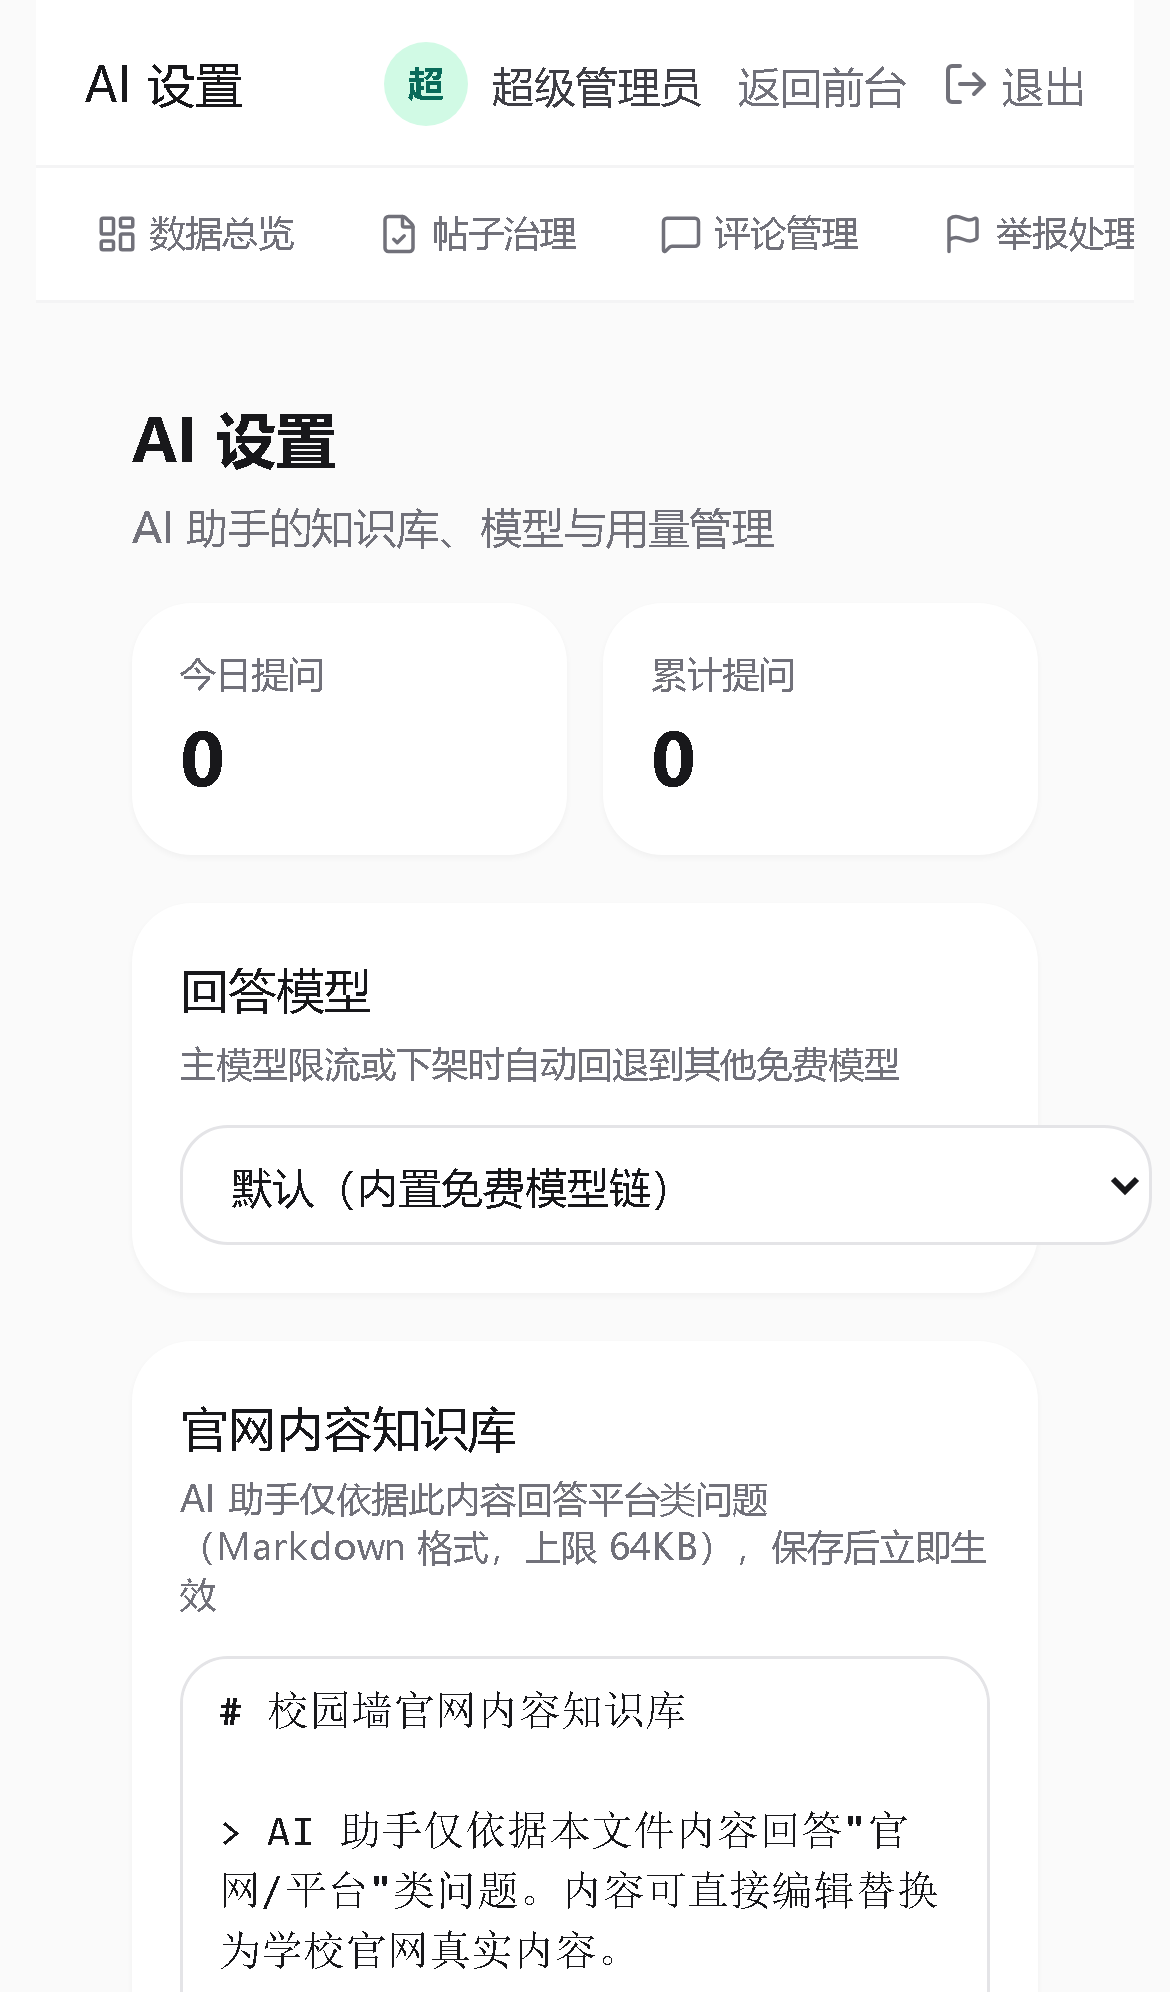 AI 设置
超 超级管理员 返回前台 退出
数据总览 帖子治理 评论管理 举报处理
AI 设置
AI 助手的知识库、模型与用量管理
今日提问 累计提问
0 0
回答模型
主模型限流或下架时自动回退到其他免费模型
默认（内置免费模型链）
官网内容知识库
AI 助手仅依据此内容回答平台类问题
（Markdown 格式，上限 64KB），保存后立即生
效
# 校园墙官网内容知识库
> AI 助手仅依据本文件内容回答"官
网/平台"类问题。内容可直接编辑替换
为学校官网真实内容。